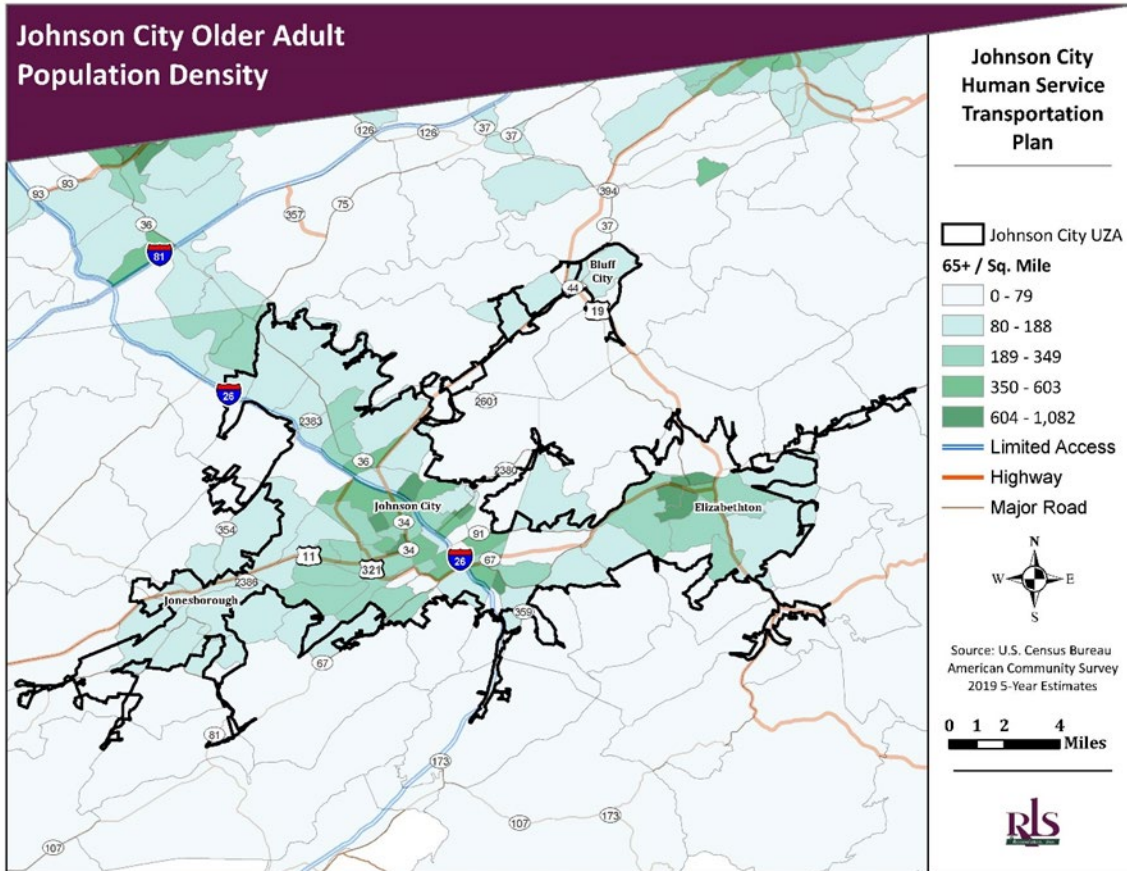 Johnson City Older Adult
Population Density
126
126
37
37
93
93
394
75
357
36
37
81
Bluff
City
44
19
26
2601
2383
36
2380
Johnson City
Elizabethton
34
91
354
34
11
67
321
26
2386
Jonesborough
359
67
81
173
107
173
107
Johnson City
Human Service
Transportation
Plan
Johnson City UZA
65+ / Sq. Mile
0 - 79
80 - 188
189 - 349
350 - 603
604 - 1,082
Limited Access
Highway
Major Road
N
W E
S
Source: U.S. Census Bureau
American Community Survey
2019 5-Year Estimates
0 1 2 4
Miles
RLS